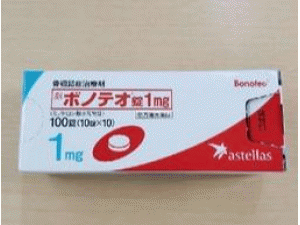 骨粗鬆症治療剤
Bonoteo
ボノテオ錠1mg
100錠(10錠×10)
1mg
astellas